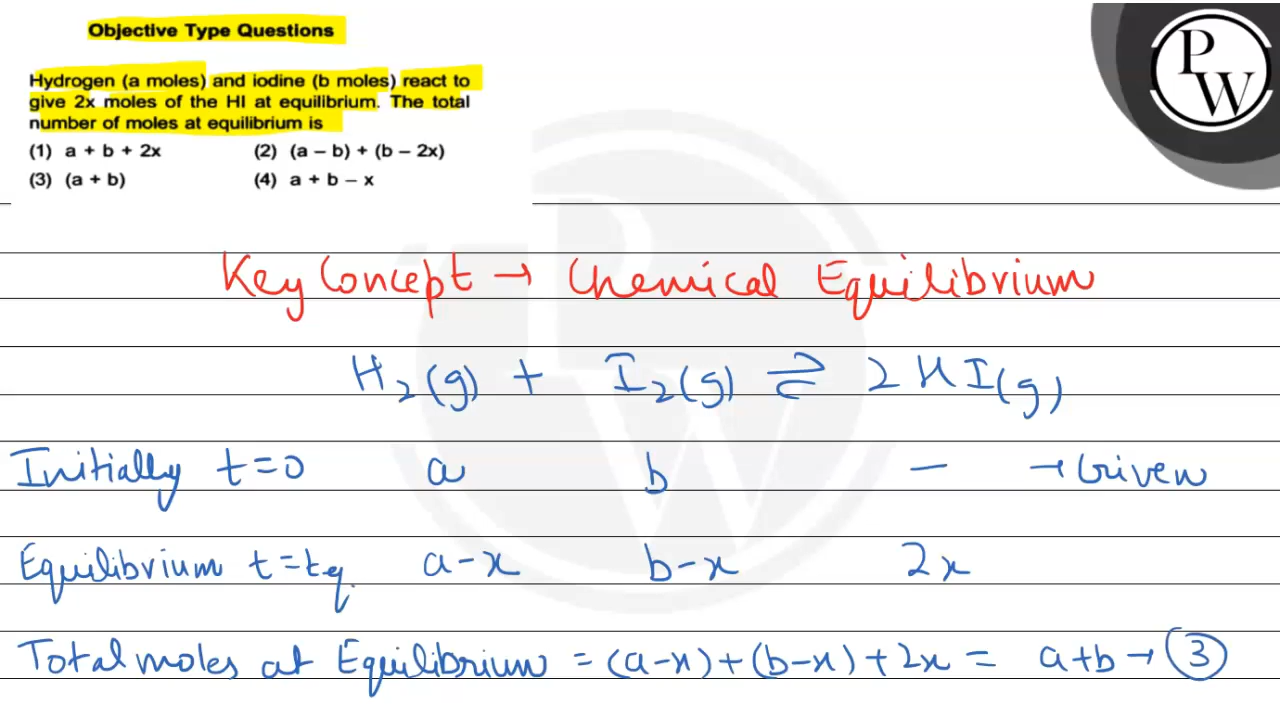 Objective Type Questions
Hydrogen (a moles) and iodine (b moles) react to
give 2x moles of the HI at equilibrium. The total
number of moles at equilibrium is
(1) a + b + 2x (2) (a – b) + (b – 2x)
(3) (a + b) (4) a + b – x
P
W
Key Concept → Chemical Equilibrium
H₂(g) + I₂(g) ⇌ 2HI(g)
Initially t=0 a b – → Given
Equilibrium t=teq. a-x b-x 2x
Total moles at Equilibrium = (a-x)+(b-x)+2x = a+b → ③